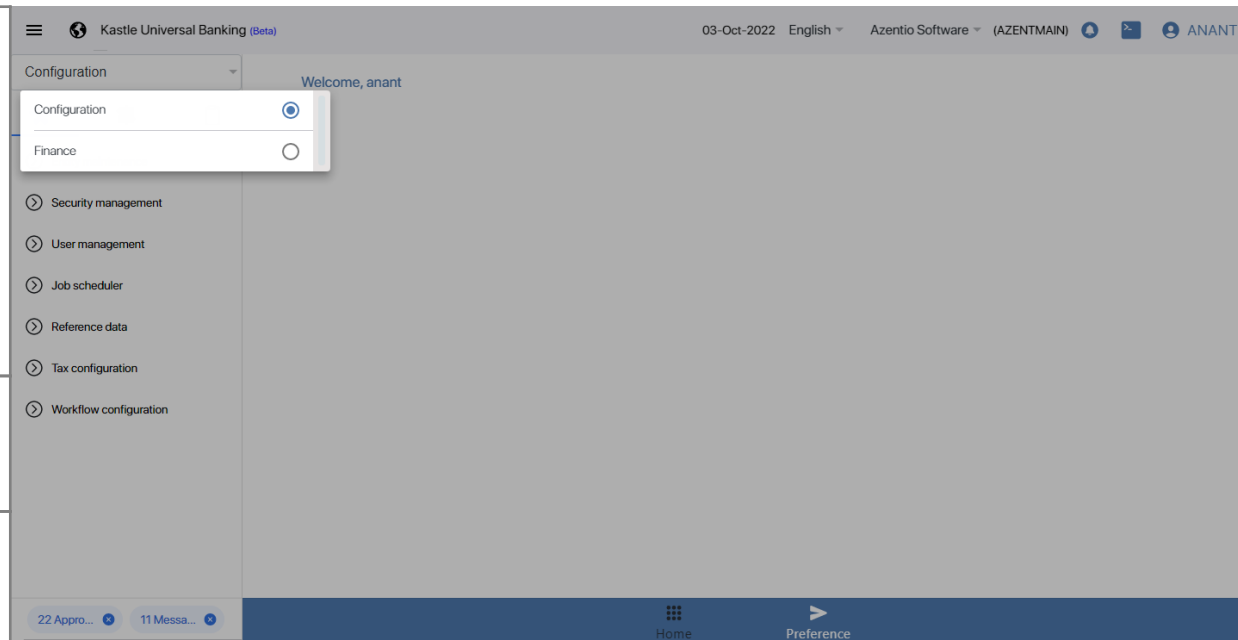 Kastle Universal Banking (Beta)
03-Oct-2022 English Azentio Software (AZENTMAIN) ANANT
Configuration
Welcome, anant
Configuration
Finance
Security management
User management
Job scheduler
Reference data
Tax configuration
Workflow configuration
22 Appro... 11 Messa...
Home Preference